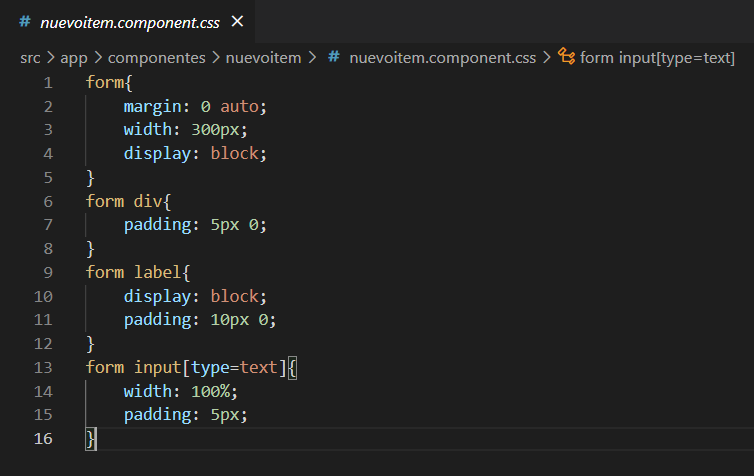 # nuevoitem.component.css ×
src > app > componentes > nuevoitem > # nuevoitem.component.css > form input[type=text]
1 form{
2     margin: 0 auto;
3     width: 300px;
4     display: block;
5 }
6 form div{
7     padding: 5px 0;
8 }
9 form label{
10     display: block;
11     padding: 10px 0;
12 }
13 form input[type=text]{
14     width: 100%;
15     padding: 5px;
16 }